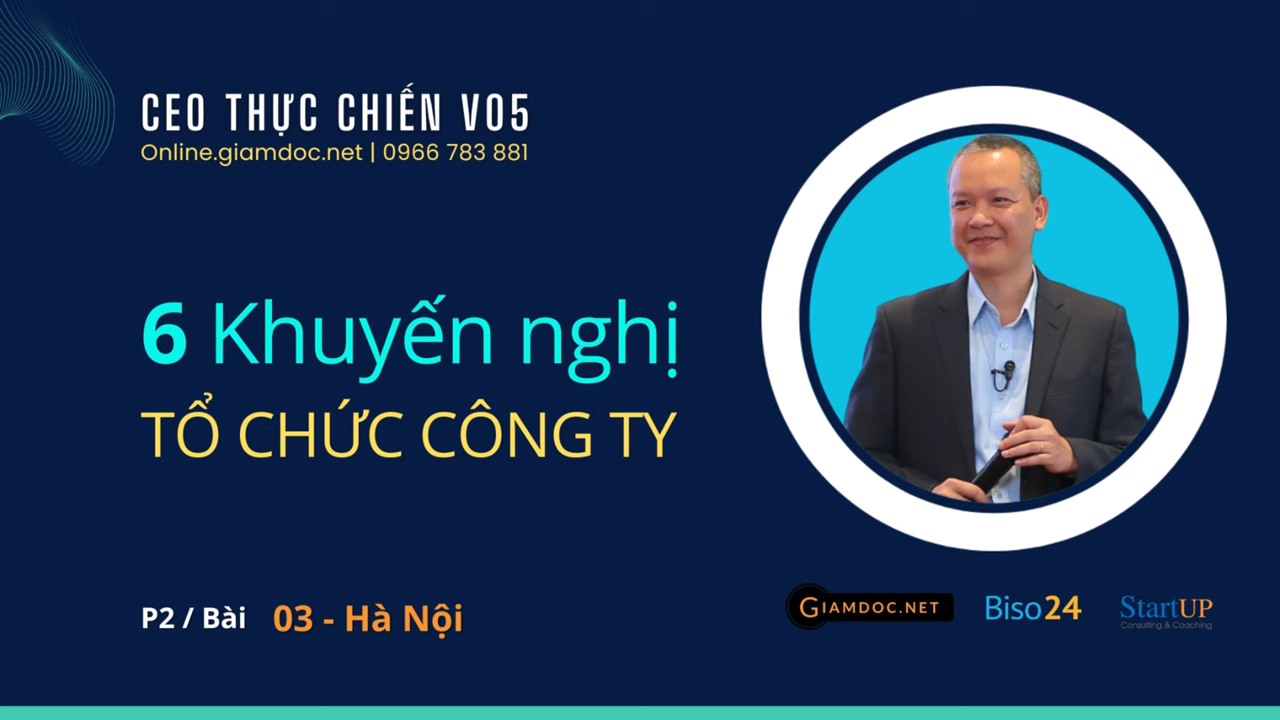 CEO THỰC CHIẾN V05
Online.giamdoc.net | 0966 783 881
6 Khuyến nghị
TỔ CHỨC CÔNG TY
P2 / Bài 03 - Hà Nội
GIAMDOC.NET
Biso24
StartUP
Consulting & Coaching